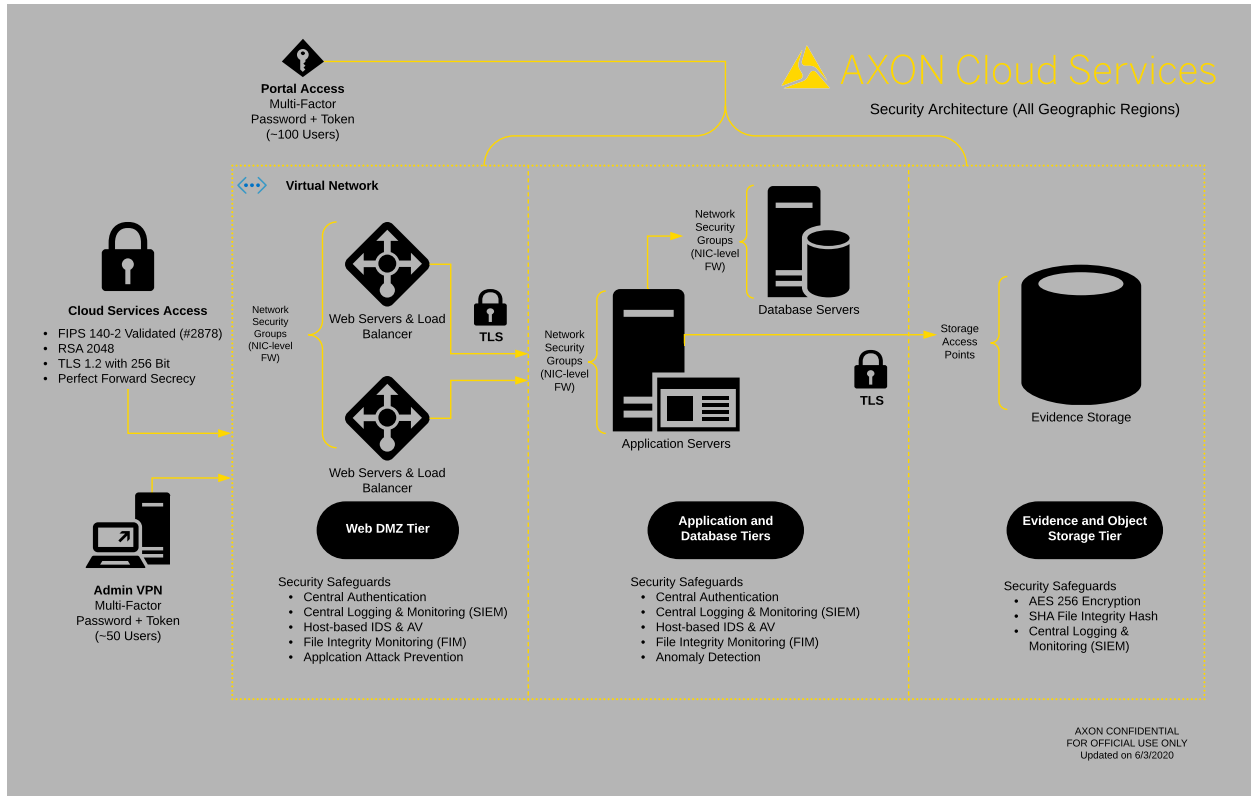 AXON Cloud Services
Security Architecture (All Geographic Regions)
Portal Access
Multi-Factor
Password + Token
(~100 Users)
Virtual Network
Cloud Services Access
• FIPS 140-2 Validated (#2878)
• RSA 2048
• TLS 1.2 with 256 Bit
• Perfect Forward Secrecy
Admin VPN
Multi-Factor
Password + Token
(~50 Users)
Network
Security
Groups
(NIC-level
FW)
Web Servers & Load
Balancer
TLS
Web Servers & Load
Balancer
Web DMZ Tier
Security Safeguards
• Central Authentication
• Central Logging & Monitoring (SIEM)
• Host-based IDS & AV
• File Integrity Monitoring (FIM)
• Application Attack Prevention
Network
Security
Groups
(NIC-level
FW)
Application Servers
Network
Security
Groups
(NIC-level
FW)
Database Servers
TLS
Application and
Database Tiers
Security Safeguards
• Central Authentication
• Central Logging & Monitoring (SIEM)
• Host-based IDS & AV
• File Integrity Monitoring (FIM)
• Anomaly Detection
Storage
Access
Points
Evidence Storage
Evidence and Object
Storage Tier
Security Safeguards
• AES 256 Encryption
• SHA File Integrity Hash
• Central Logging &
Monitoring (SIEM)
AXON CONFIDENTIAL
FOR OFFICIAL USE ONLY
Updated on 6/3/2020